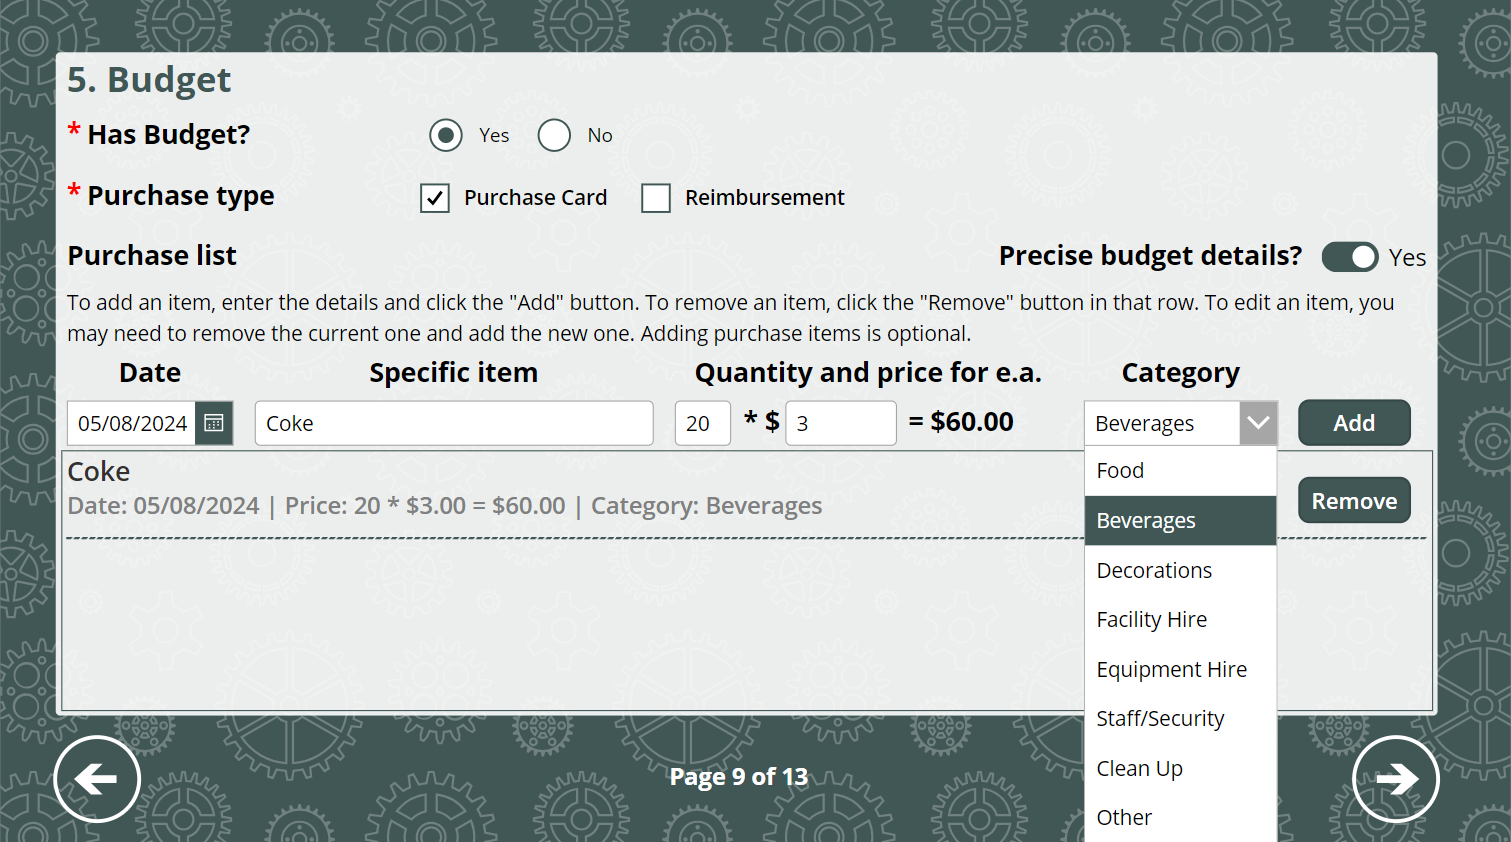 5. Budget
* Has Budget? Yes No
* Purchase type Purchase Card Reimbursement
Purchase list Precise budget details? Yes
To add an item, enter the details and click the "Add" button. To remove an item, click the "Remove" button in that row. To edit an item, you
may need to remove the current one and add the new one. Adding purchase items is optional.
Date Specific item Quantity and price for e.a. Category
05/08/2024 Coke 20 * $ 3 = $60.00 Beverages Add
Coke
Date: 05/08/2024 | Price: 20 * $3.00 = $60.00 | Category: Beverages
Remove
Food
Beverages
Decorations
Facility Hire
Equipment Hire
Staff/Security
Clean Up
Other
Page 9 of 13